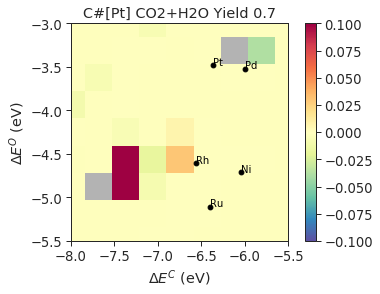 C#[Pt] CO2+H2O Yield 0.7
-3.0
-3.5
-4.0
-4.5
-5.0
-5.5
ΔE^O (eV)
Pt
Pd
Rh
Ni
Ru
-8.0 -7.5 -7.0 -6.5 -6.0 -5.5
ΔE^C (eV)
0.100
0.075
0.050
0.025
0.000
-0.025
-0.050
-0.075
-0.100